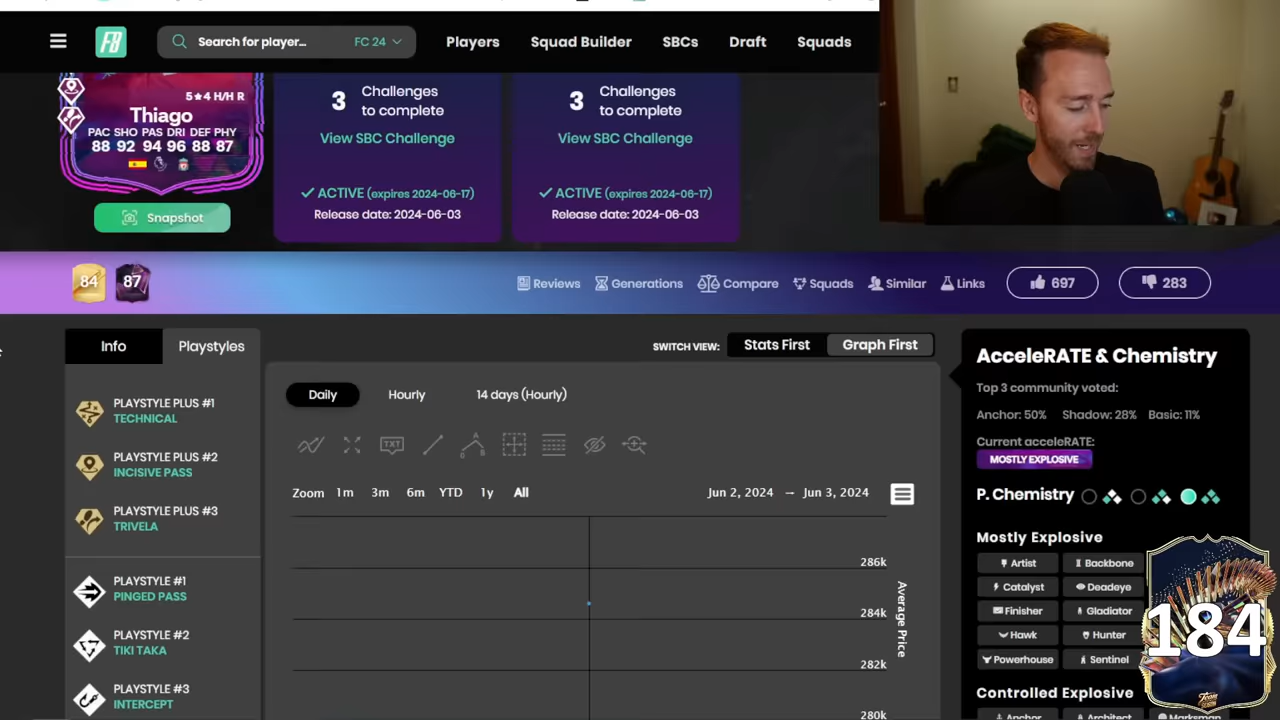 FB
Search for player...
FC 24
Players
Squad Builder
SBCs
Draft
Squads
5★4 H/H R
Thiago
PAC SHO PAS DRI DEF PHY
88 92 94 96 88 87
Snapshot
3
Challenges
to complete
View SBC Challenge
ACTIVE (expires 2024-06-17)
Release date: 2024-06-03
3
Challenges
to complete
View SBC Challenge
ACTIVE (expires 2024-06-17)
Release date: 2024-06-03
84
87
Reviews
Generations
Compare
Squads
Similar
Links
697
283
Info
Playstyles
PLAYSTYLE PLUS #1
TECHNICAL
PLAYSTYLE PLUS #2
INCISIVE PASS
PLAYSTYLE PLUS #3
TRIVELA
PLAYSTYLE #1
PINGED PASS
PLAYSTYLE #2
TIKI TAKA
PLAYSTYLE #3
INTERCEPT
SWITCH VIEW:
Stats First
Graph First
Daily
Hourly
14 days (Hourly)
TXT
Zoom
1m
3m
6m
YTD
1y
All
Jun 2, 2024 → Jun 3, 2024
286k
284k
282k
280k
Average Price
AcceleRATE & Chemistry
Top 3 community voted:
Anchor: 50% Shadow: 28% Basic: 11%
Current acceleRATE:
MOSTLY EXPLOSIVE
P. Chemistry
Mostly Explosive
Artist
Backbone
Catalyst
Deadeye
Finisher
Gladiator
Hawk
Hunter
Powerhouse
Sentinel
Controlled Explosive
Anchor
Architect
Marksman
184